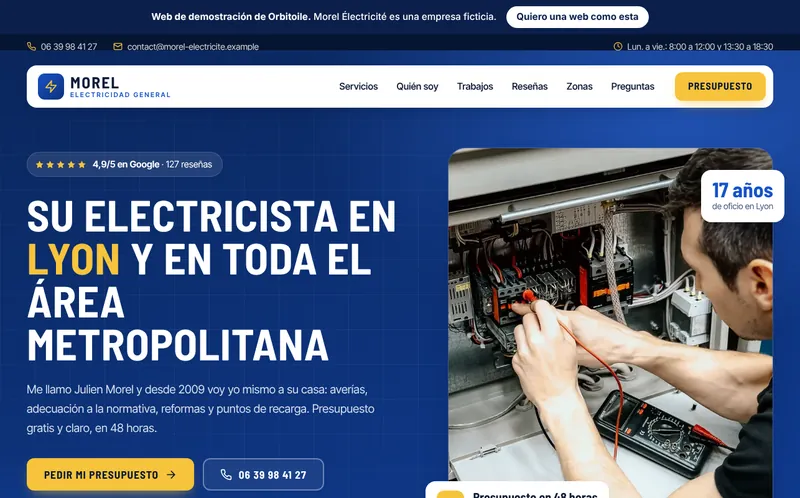 Web de demostración de Orbitoile. Morel Électricité es una empresa ficticia.
Quiero una web como esta
06 39 98 41 27
contact@morel-electricite.example
Lun. a vie.: 8:00 a 12:00 y 13:30 a 18:30
MOREL
ELECTRICIDAD GENERAL
Servicios
Quién soy
Trabajos
Reseñas
Zonas
Preguntas
PRESUPUESTO
4,9/5 en Google · 127 reseñas
SU ELECTRICISTA EN
LYON Y EN TODA EL
ÁREA
METROPOLITANA
17 años
de oficio en Lyon
Me llamo Julien Morel y desde 2009 voy yo mismo a su casa: averías,
adecuación a la normativa, reformas y puntos de recarga. Presupuesto
gratis y claro, en 48 horas.
PEDIR MI PRESUPUESTO
06 39 98 41 27
Presupuesto en 48 horas